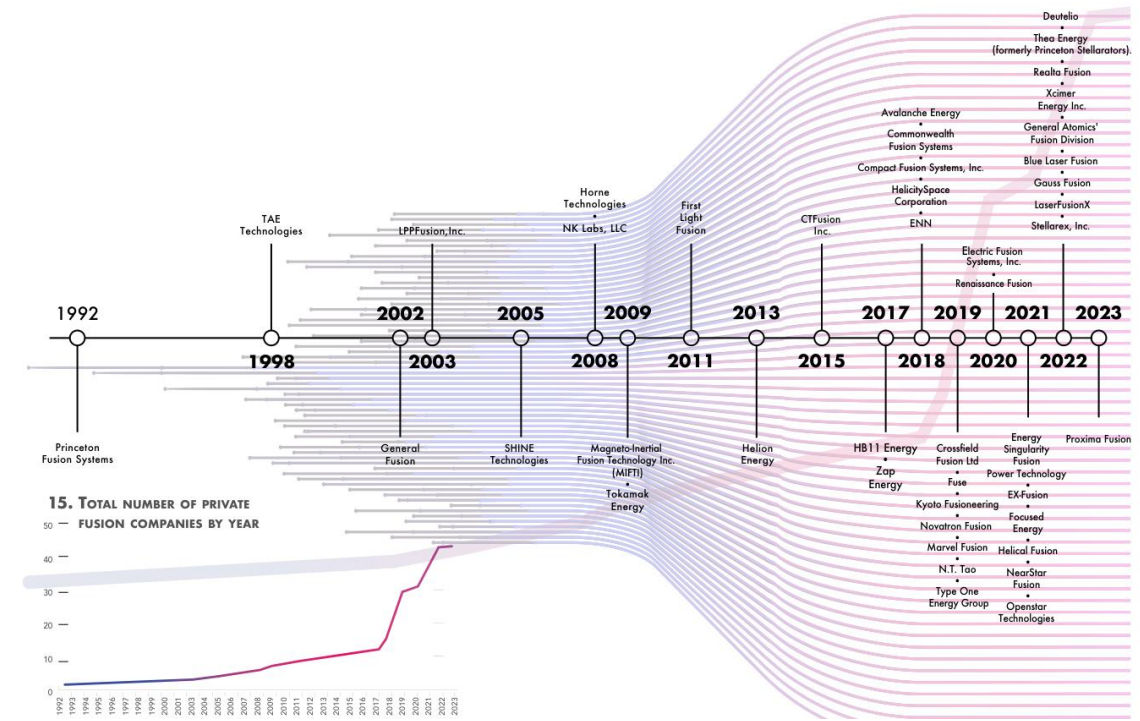 Deutelio
•
Thea Energy
(formerly Princeton Stellarators)
•
Realta Fusion
•
Xcimer
Energy Inc.
•
General Atomics'
Fusion Division
•
Blue Laser Fusion
•
Gauss Fusion
•
LaserFusionX
•
Stellarex, Inc.
Avalanche Energy
•
Commonwealth
Fusion Systems
•
Compact Fusion Systems, Inc.
•
HelicitySpace
Corporation
•
ENN
Electric Fusion
Systems, Inc.
•
Renaissance Fusion
TAE
Technologies
LPPFusion,Inc.
Horne
Technologies
•
NK Labs, LLC
First
Light
Fusion
CTFusion
Inc.
1992
2002
2005
2009
2013
2017
2019
2021
2023
1998
2003
2008
2011
2015
2018
2020
2022
Princeton
Fusion Systems
General
Fusion
SHINE
Technologies
Magneto-Inertial
Fusion Technology Inc.
(MIFTI)
•
Tokamak
Energy
Helion
Energy
HB11 Energy
•
Zap
Energy
Crossfield
Fusion Ltd
•
Fuse
•
Kyoto Fusioneering
•
Novatron Fusion
•
Marvel Fusion
•
N.T. Tao
•
Type One
Energy Group
Energy
Singularity
Fusion
Power Technology
•
EX-Fusion
•
Focused
Energy
•
Helical Fusion
•
NearStar
Fusion
•
Openstar
Technologies
Proxima Fusion
15. Total number of private
fusion companies by year
50
40
30
20
10
0
1992
1993
1994
1995
1996
1997
1998
1999
2000
2001
2003
2005
2006
2007
2008
2009
2010
2011
2012
2013
2014
2015
2016
2017
2018
2019
2020
2021
2022
2023